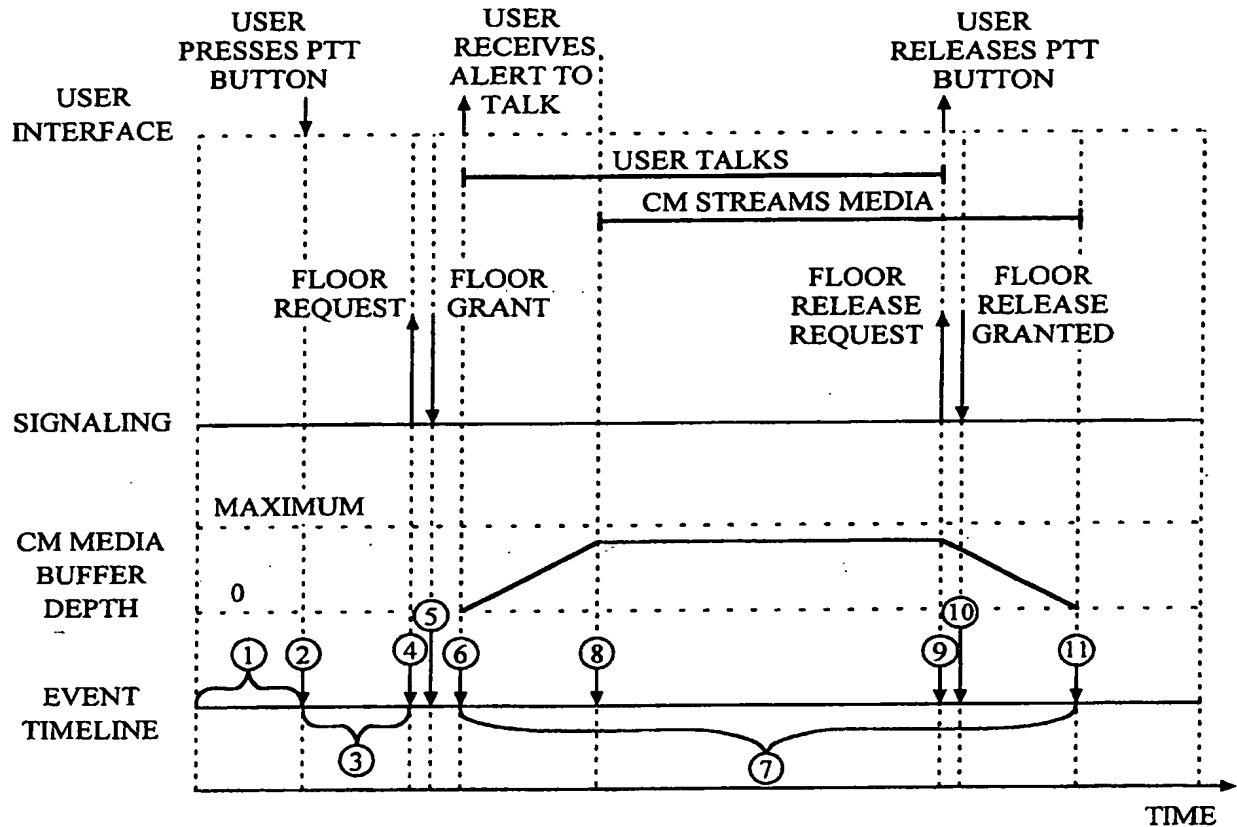 USER
PRESSES PTT
BUTTON
USER
RECEIVES
ALERT TO
TALK
USER
RELEASES PTT
BUTTON
USER
INTERFACE
USER TALKS
CM STREAMS MEDIA
FLOOR
REQUEST
FLOOR
GRANT
FLOOR
RELEASE
REQUEST
FLOOR
RELEASE
GRANTED
SIGNALING
MAXIMUM
CM MEDIA
BUFFER
DEPTH
0
5
10
1
2
4
6
8
9
11
EVENT
TIMELINE
3
7
TIME